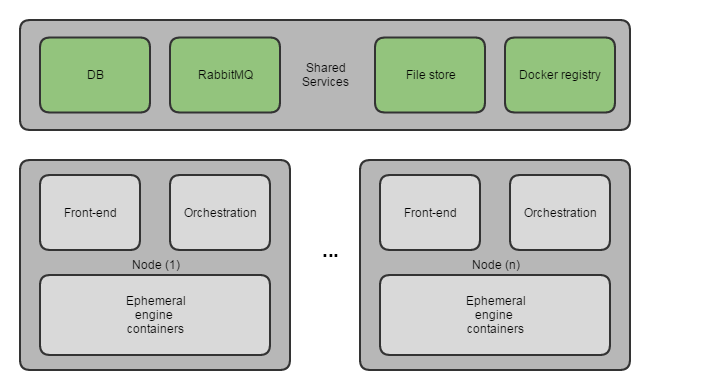 DB
RabbitMQ
Shared
Services
File store
Docker registry
Front-end
Orchestration
Node (1)
Ephemeral
engine
containers
...
Front-end
Orchestration
Node (n)
Ephemeral
engine
containers